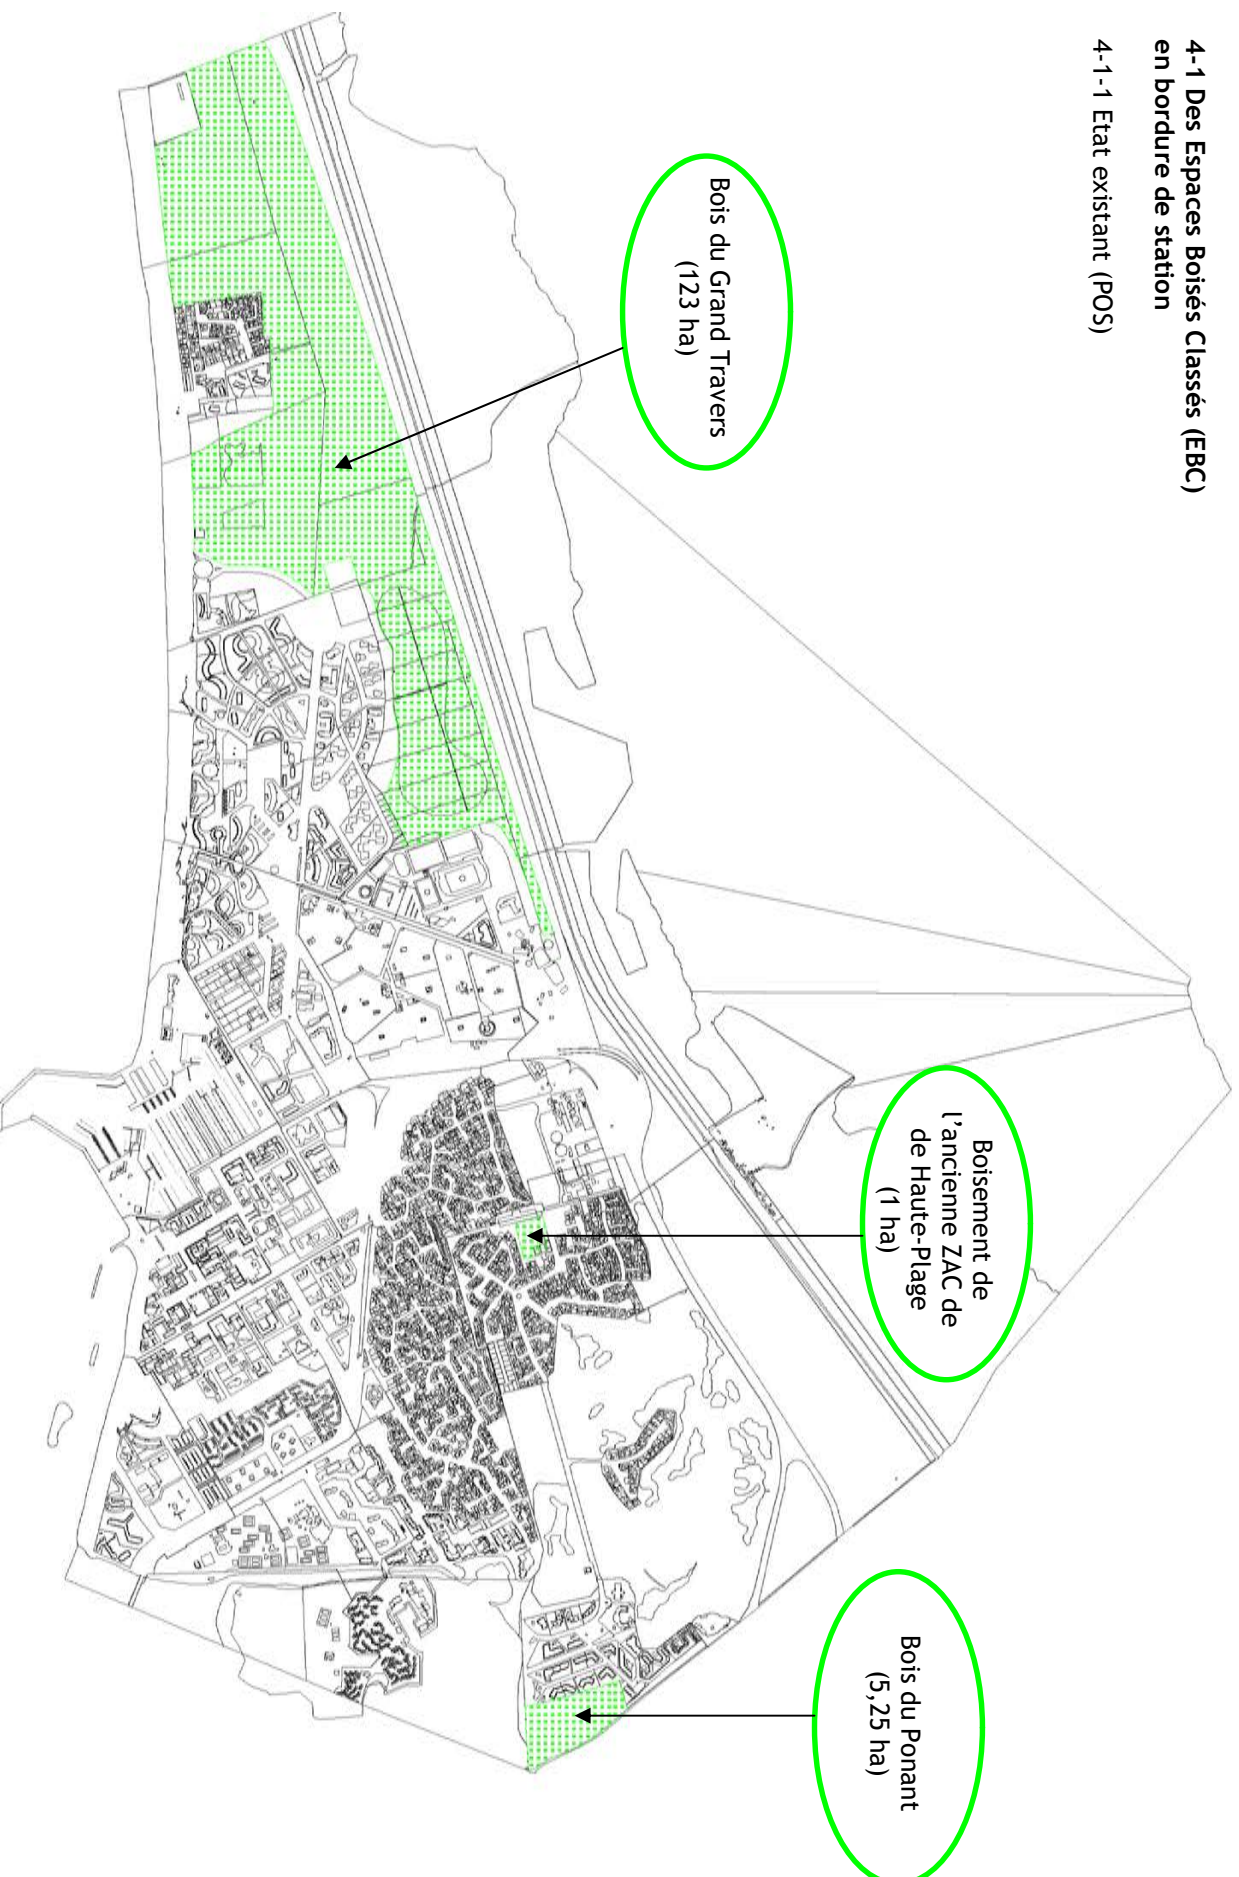 4-1 Des Espaces Boisés Classés (EBC)
en bordure de station
4-1-1 Etat existant (POS)
Bois du Grand Travers
(123 ha)
Boisement de
l'ancienne ZAC de
de Haute-Plage
(1 ha)
Bois du Ponant
(5,25 ha)